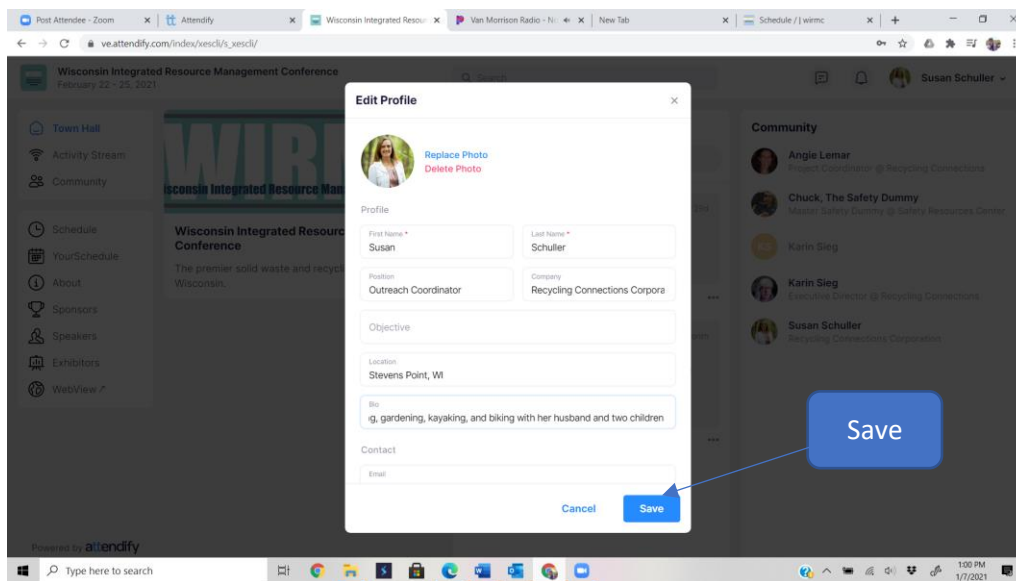 Post Attendee - Zoom
Attendify
Wisconsin Integrated Resour
Van Morrison Radio - N
New Tab
Schedule / | wirmc
ve.attendify.com/index/xescli/s_xescli/
Wisconsin Integrated Resource Management Conference
February 22 - 25, 2021
Search
Susan Schuller
Town Hall
Activity Stream
Community
Schedule
YourSchedule
About
Sponsors
Speakers
Exhibitors
WebView
Powered by attendify
WIR
isconsin Integrated Resource Man
Wisconsin Integrated Resourc
Conference
The premier solid waste and recycl
Wisconsin.
Edit Profile
Replace Photo
Delete Photo
Profile
First Name *
Susan
Last Name *
Schuller
Position
Outreach Coordinator
Company
Recycling Connections Corpora
Objective
Location
Stevens Point, WI
Bio
g, gardening, kayaking, and biking with her husband and two children
Contact
Email
Cancel
Save
Community
Angie Lemar
Project Coordinator @ Recycling Connections
Chuck, The Safety Dummy
Master Safety Dummy @ Safety Resources Center
KS
Karin Sieg
Karin Sieg
Executive Director @ Recycling Connections
Susan Schuller
Recycling Connections Corporation
Save
Type here to search
1:00 PM
1/7/2021